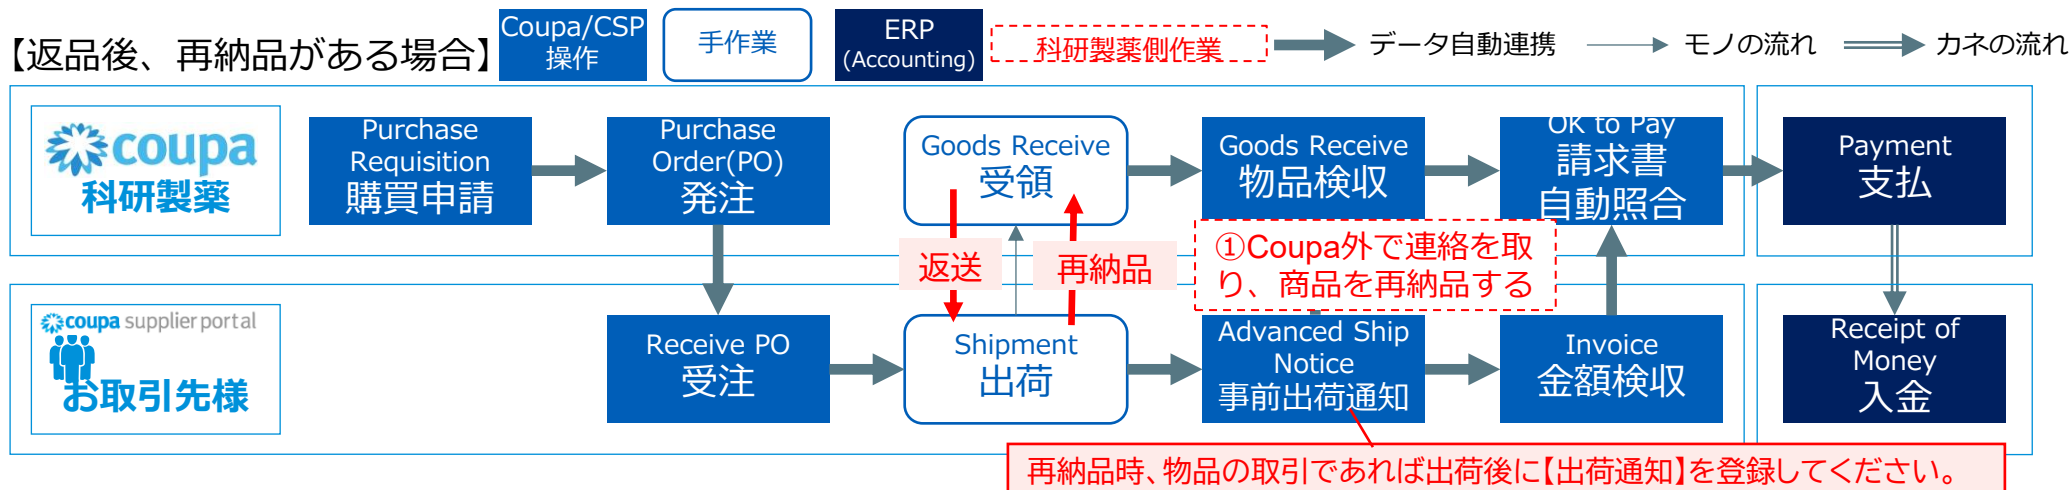 【返品後、再納品がある場合】
Coupa/CSP
操作
手作業
ERP
(Accounting)
科研製薬側作業
データ自動連携
モノの流れ
カネの流れ
coupa
科研製薬
Purchase
Requisition
購買申請
Purchase
Order(PO)
発注
Goods Receive
受領
Goods Receive
物品検収
OK to Pay
請求書
自動照合
Payment
支払
返送
再納品
①Coupa外で連絡を取
り、商品を再納品する
coupa supplier portal
お取引先様
Receive PO
受注
Shipment
出荷
Advanced Ship
Notice
事前出荷通知
Invoice
金額検収
Receipt of
Money
入金
再納品時、物品の取引であれば出荷後に【出荷通知】を登録してください。